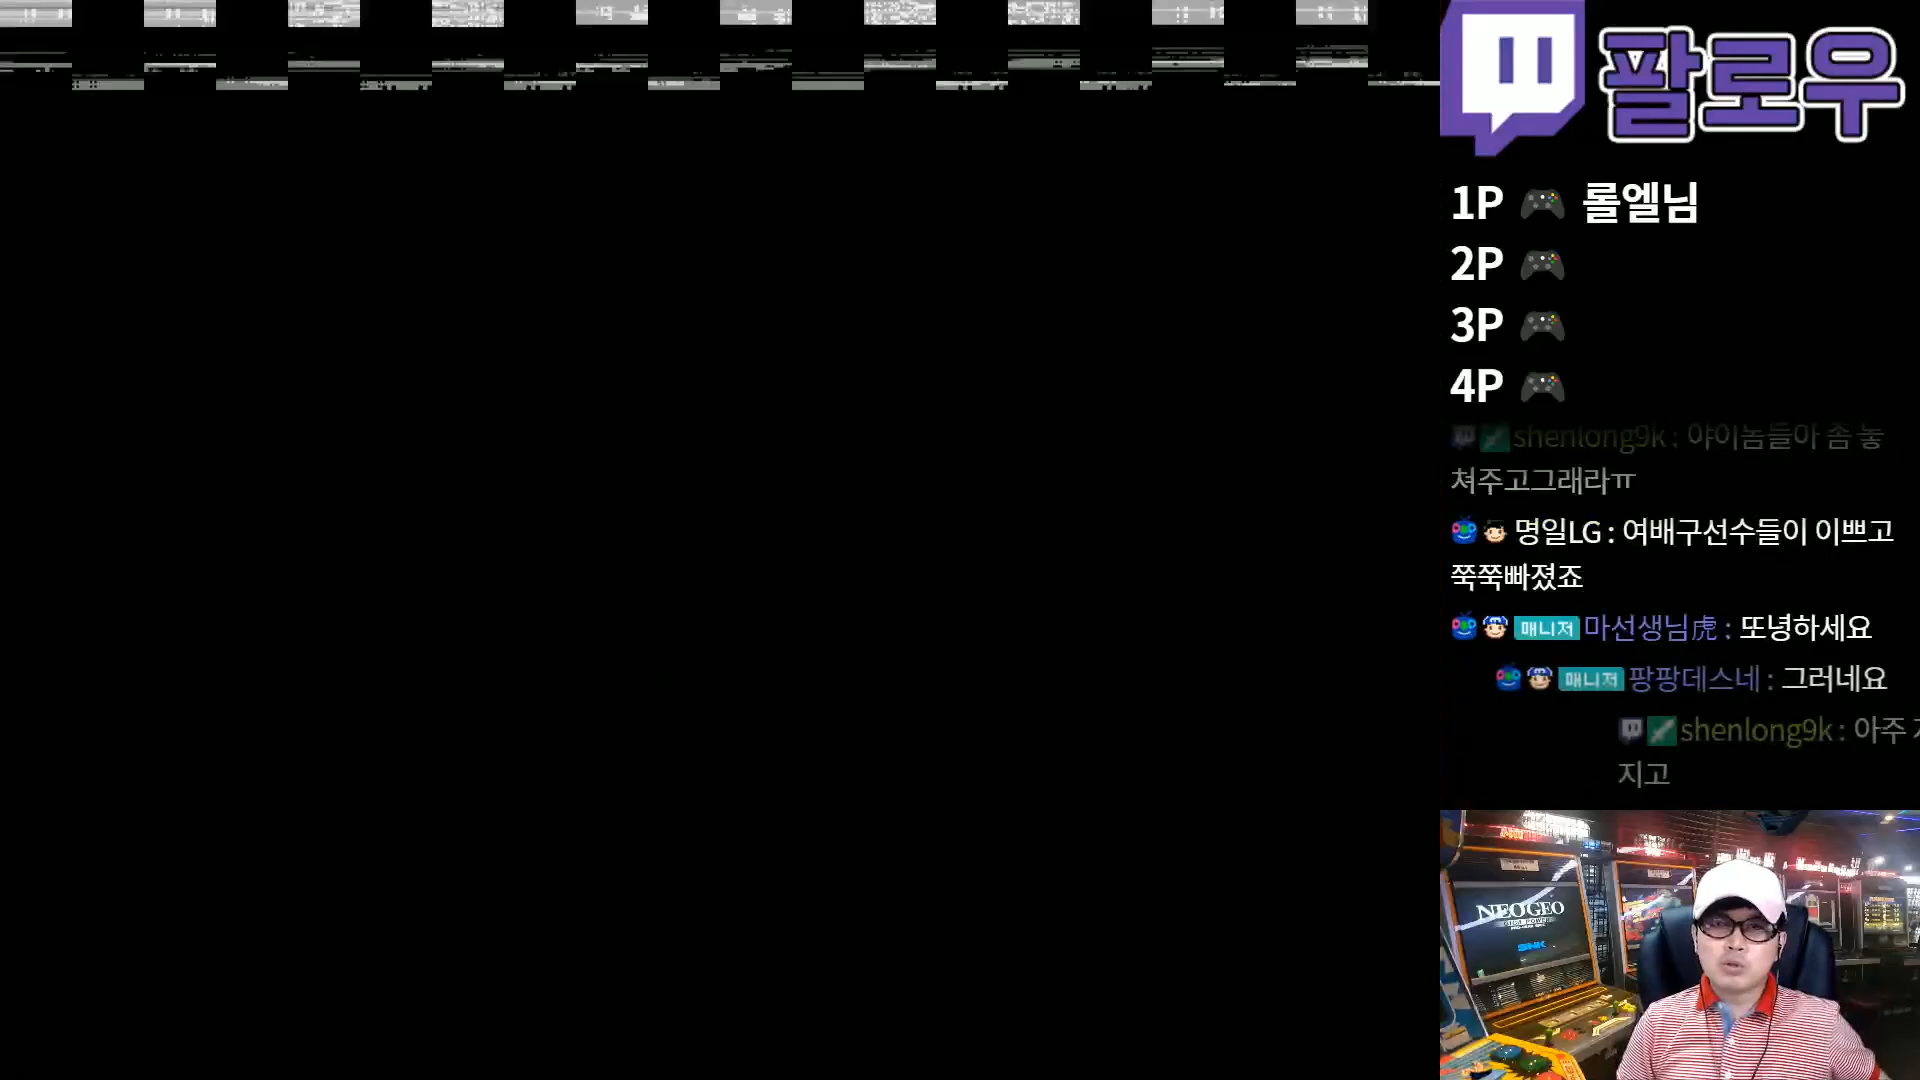 팔로우
1P 롤엘님
2P
3P
4P
shenlong9k : 야이놈들아 좀 놓
쳐주고그래라ㅠ
명일LG : 여배구선수들이 이쁘고
쭉쭉빠졌죠
매니저 마선생님虎 : 또녕하세요
매니저 팡팡데스네 : 그러네요
shenlong9k : 아주
지고
NEOGEO
SNK